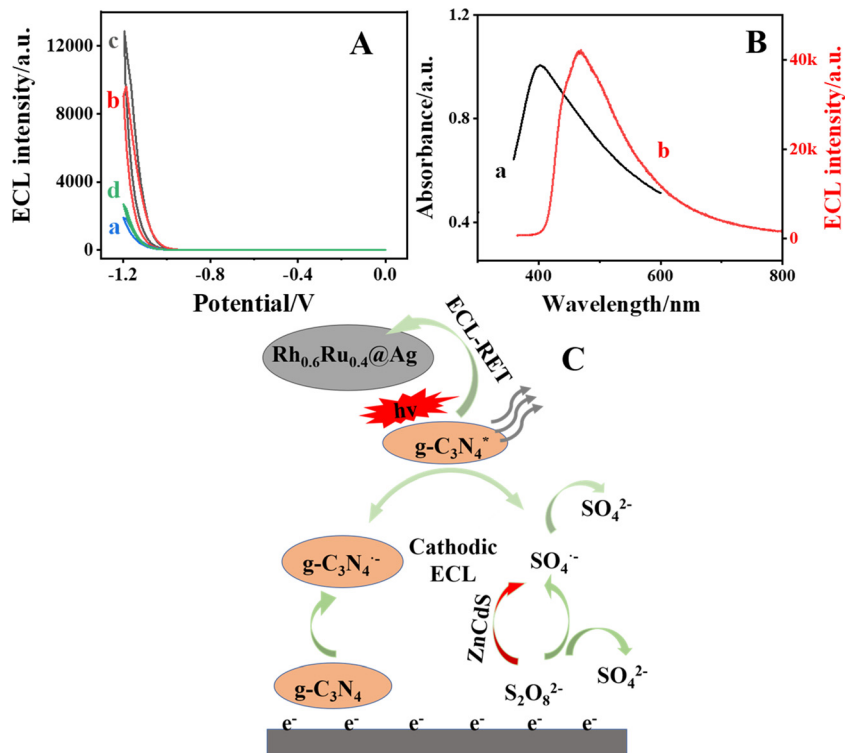 A
ECL intensity/a.u.
12000
8000
4000
0
c
b
d
a
-1.2
-0.8
-0.4
0.0
Potential/V
B
Absorbance/a.u.
1.2
0.8
0.4
a
b
40k
20k
0
ECL intensity/a.u.
400
600
800
Wavelength/nm
C
ECL-RET
Rh₀.₆Ru₀.₄@Ag
hv
g-C₃N₄*
SO₄²⁻
g-C₃N₄·⁻
Cathodic
ECL
SO₄·⁻
ZnCdS
g-C₃N₄
S₂O₈²⁻
SO₄²⁻
e⁻ e⁻ e⁻ e⁻ e⁻ e⁻